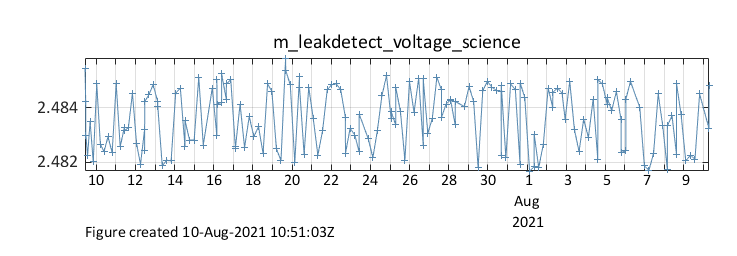 m_leakdetect_voltage_science
2.484
2.482
10 12 14 16 18 20 22 24 26 28 30 1 3 5 7 9
Aug
2021
Figure created 10-Aug-2021 10:51:03Z